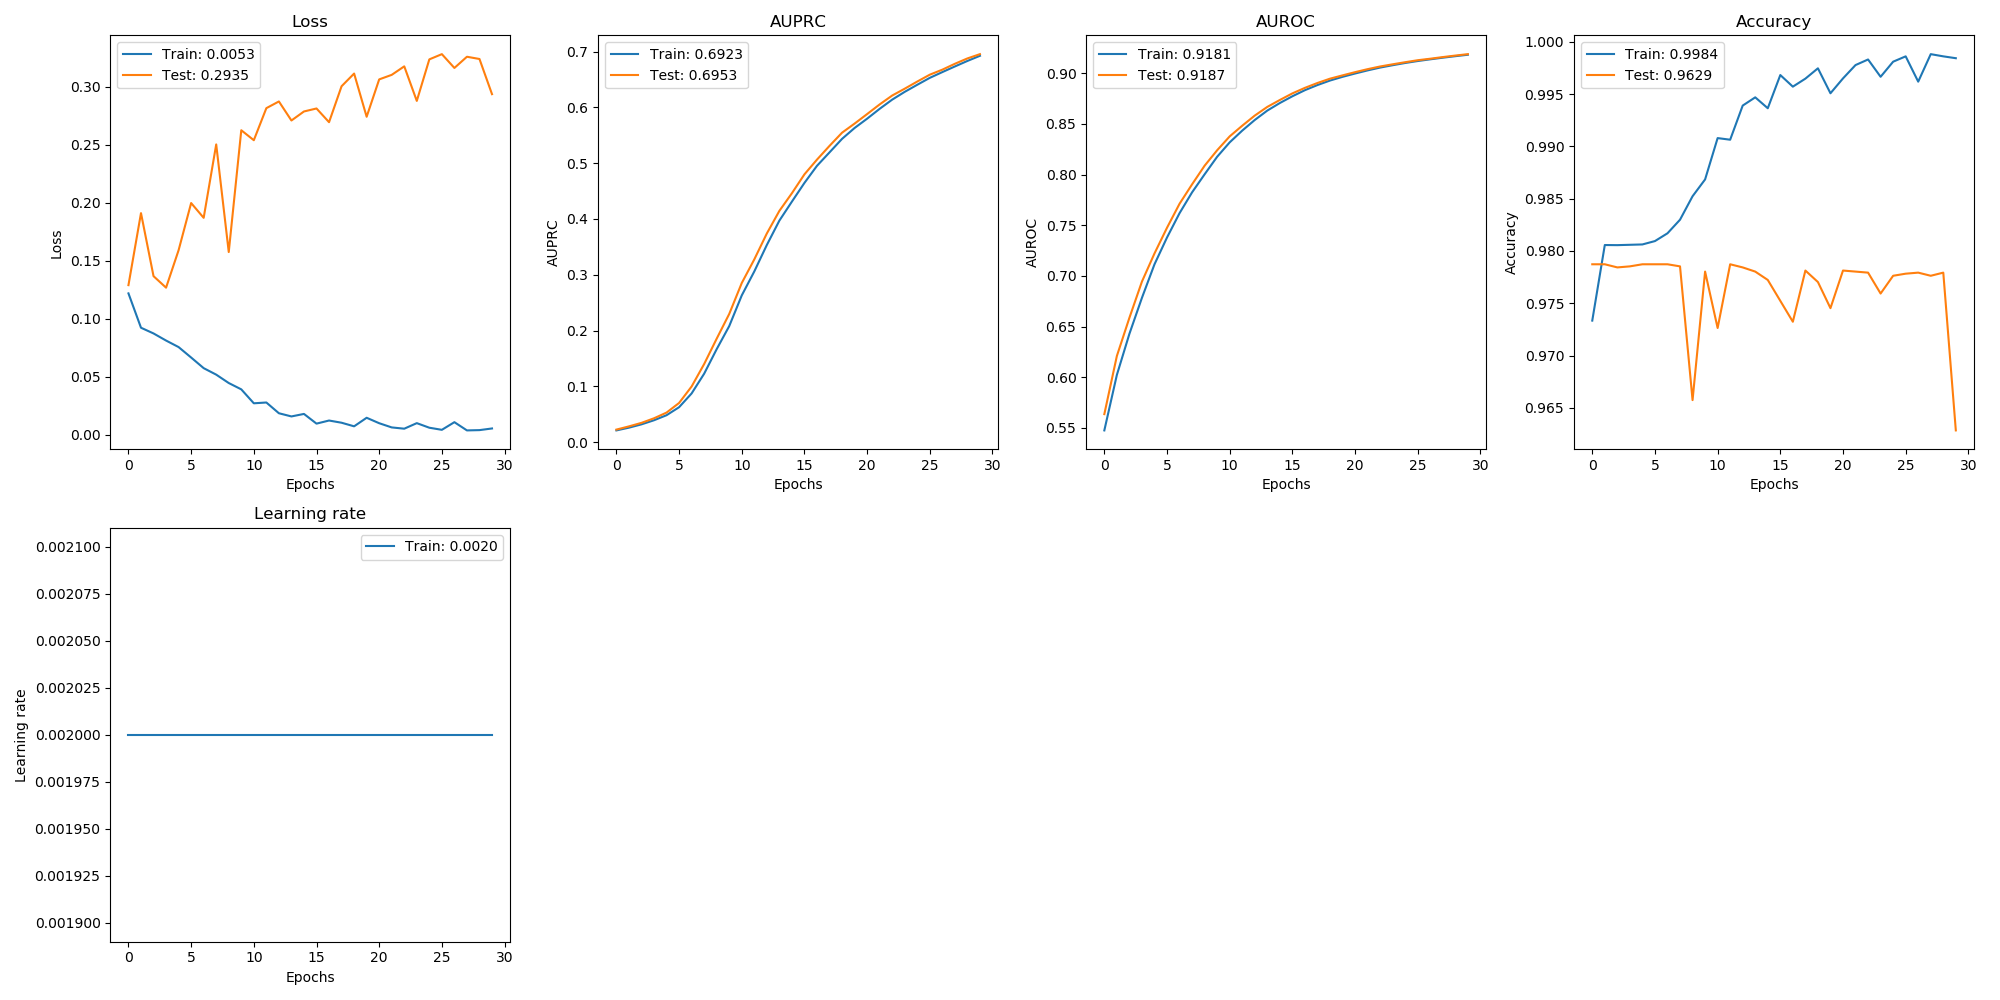 Loss
Train: 0.0053
Test: 0.2935
0.30
0.25
0.20
0.15
0.10
0.05
0.00
Loss
0 5 10 15 20 25 30
Epochs
AUPRC
Train: 0.6923
Test: 0.6953
0.7
0.6
0.5
0.4
0.3
0.2
0.1
0.0
AUPRC
0 5 10 15 20 25 30
Epochs
AUROC
Train: 0.9181
Test: 0.9187
0.90
0.85
0.80
0.75
0.70
0.65
0.60
0.55
AUROC
0 5 10 15 20 25 30
Epochs
Accuracy
Train: 0.9984
Test: 0.9629
1.000
0.995
0.990
0.985
0.980
0.975
0.970
0.965
Accuracy
0 5 10 15 20 25 30
Epochs
Learning rate
Train: 0.0020
0.002100
0.002075
0.002050
0.002025
0.002000
0.001975
0.001950
0.001925
0.001900
Learning rate
0 5 10 15 20 25 30
Epochs